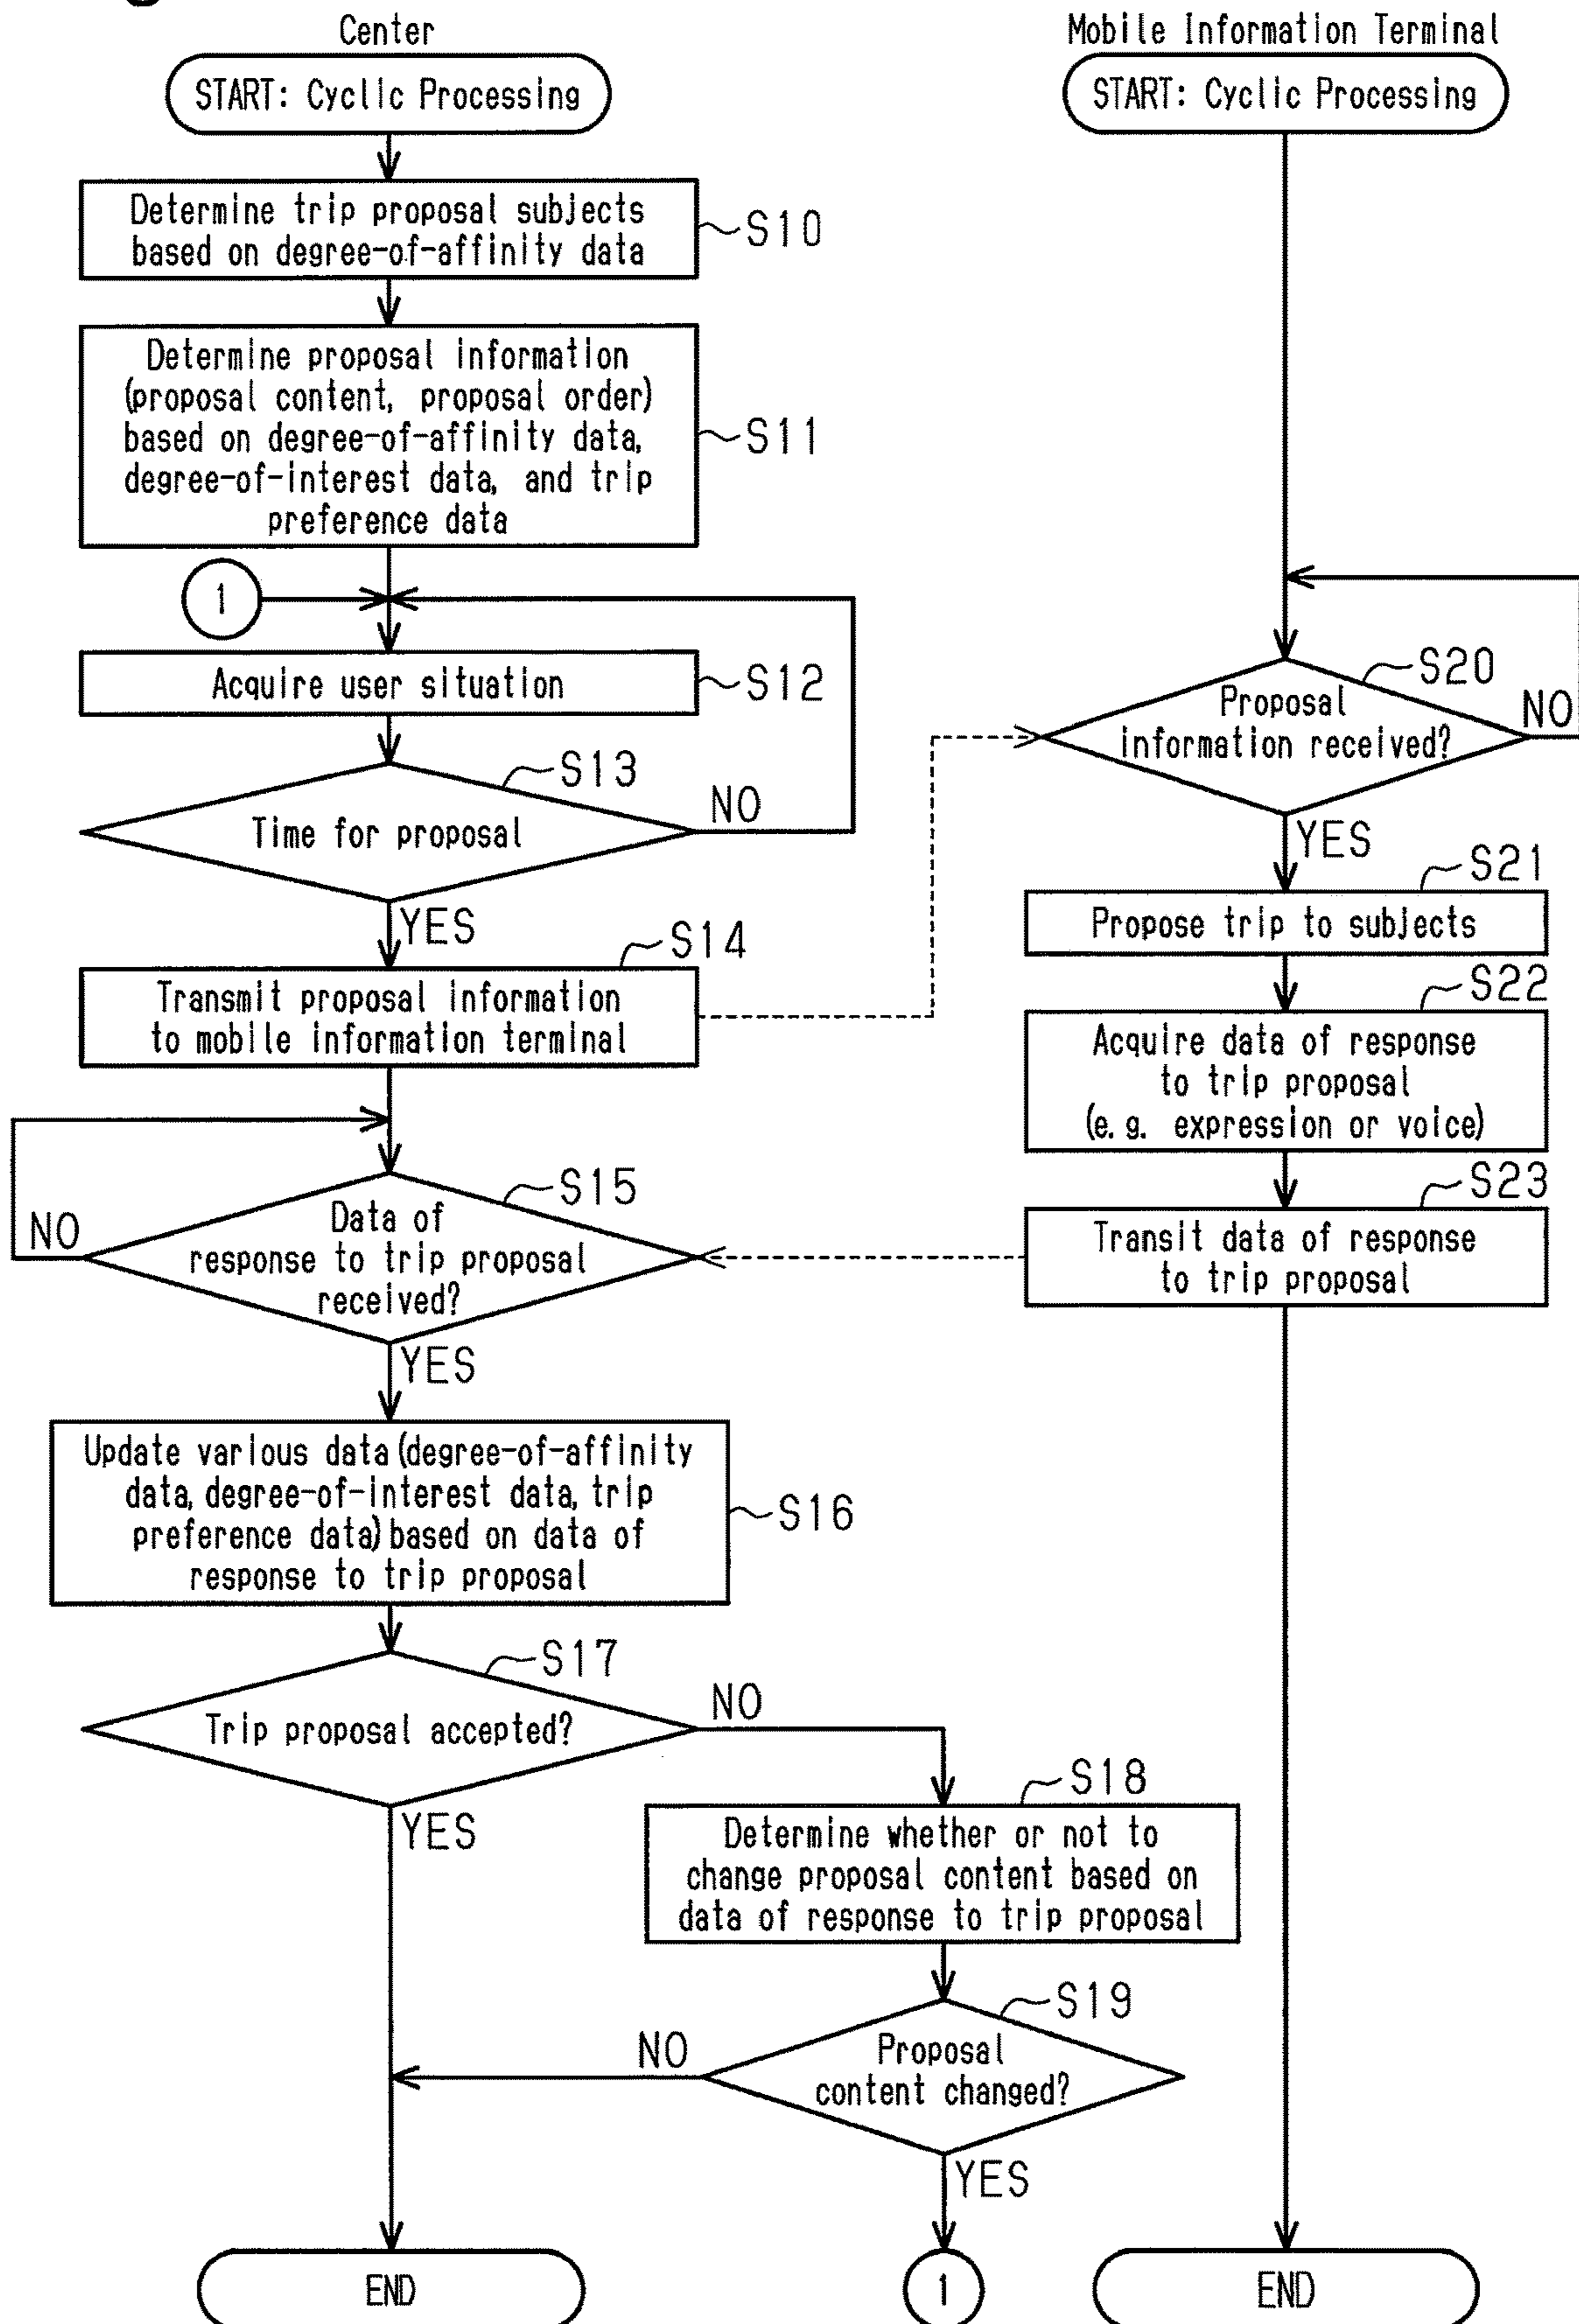 Center
START: Cyclic Processing
Determine trip proposal subjects
based on degree-of-affinity data
S10
Determine proposal information
(proposal content, proposal order)
based on degree-of-affinity data,
degree-of-interest data, and trip
preference data
S11
1
Acquire user situation
S12
S13
Time for proposal
NO
YES
S14
Transmit proposal information
to mobile information terminal
S15
Data of
response to trip proposal
received?
NO
YES
Update various data (degree-of-affinity
data, degree-of-interest data, trip
preference data) based on data of
response to trip proposal
S16
S17
Trip proposal accepted?
NO
YES
S18
Determine whether or not to
change proposal content based on
data of response to trip proposal
S19
Proposal
content changed?
NO
YES
END
1
Mobile Information Terminal
START: Cyclic Processing
S20
Proposal
information received?
NO
YES
S21
Propose trip to subjects
S22
Acquire data of response
to trip proposal
(e.g. expression or voice)
S23
Transit data of response
to trip proposal
END